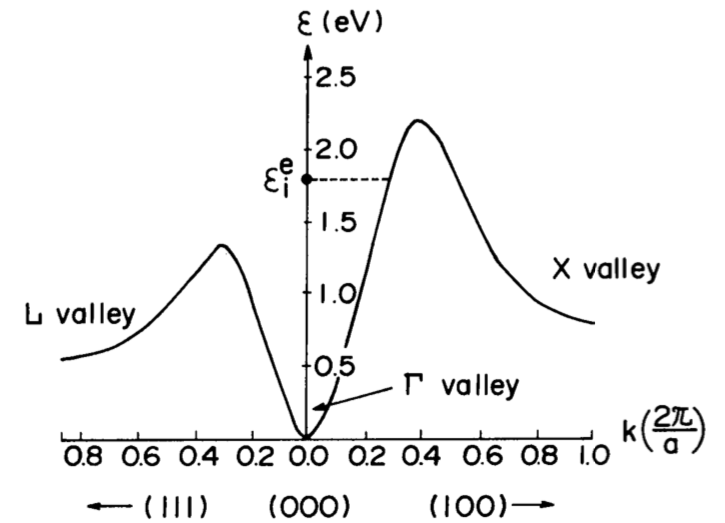 ε (eV)
2.5
2.0
εᵢᵉ
1.5
X valley
1.0
L valley
0.5
Γ valley
0.8 0.6 0.4 0.2 0.0 0.2 0.4 0.6 0.8 1.0 k(2π/a)
← (111) (000) (100) →